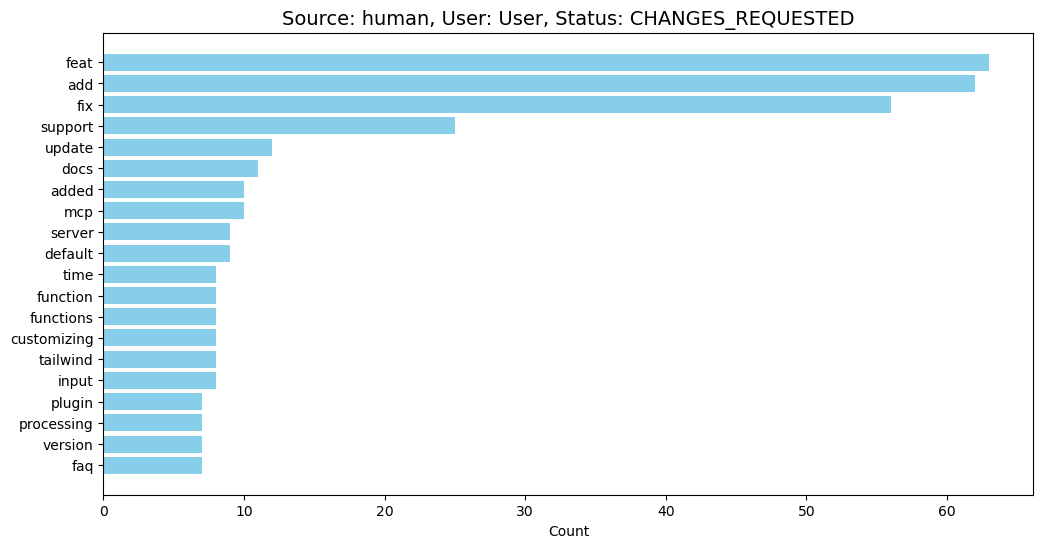 Source: human, User: User, Status: CHANGES_REQUESTED
feat
add
fix
support
update
docs
added
mcp
server
default
time
function
functions
customizing
tailwind
input
plugin
processing
version
faq
0 10 20 30 40 50 60
Count